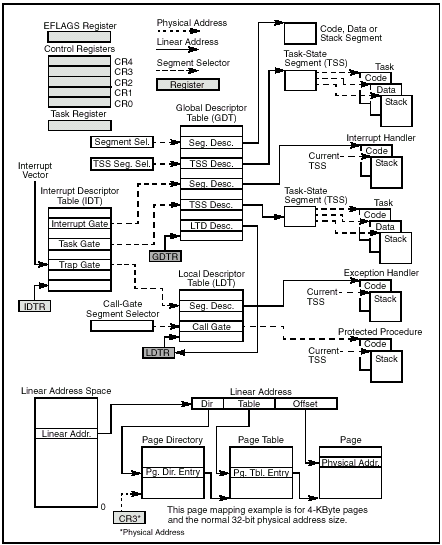 EFLAGS Register
Control Registers
CR4
CR3
CR2
CR1
CR0
Task Register
Physical Address
Linear Address
Segment Selector
Register
Global Descriptor
Table (GDT)
Segment Sel.
Seg. Desc.
TSS Seg. Sel.
TSS Desc.
Seg. Desc.
TSS Desc.
LTD Desc.
GDTR
Code, Data or
Stack Segment
Task-State
Segment (TSS)
Task
Code
Data
Stack
Interrupt Handler
Code
Current-
TSS
Stack
Task-State
Segment (TSS)
Task
Code
Data
Stack
Interrupt
Vector
Interrupt Descriptor
Table (IDT)
Interrupt Gate
Task Gate
Trap Gate
IDTR
Local Descriptor
Table (LDT)
Call-Gate
Segment Selector
Seg. Desc.
Call Gate
LDTR
Exception Handler
Code
Current-
TSS
Stack
Protected Procedure
Code
Current-
TSS
Stack
Linear Address Space
Linear Addr.
0
Linear Address
Dir
Table
Offset
Page Directory
Pg. Dir. Entry
Page Table
Pg. Tbl. Entry
Page
Physical Addr.
CR3*
*Physical Address
This page mapping example is for 4-KByte pages
and the normal 32-bit physical address size.